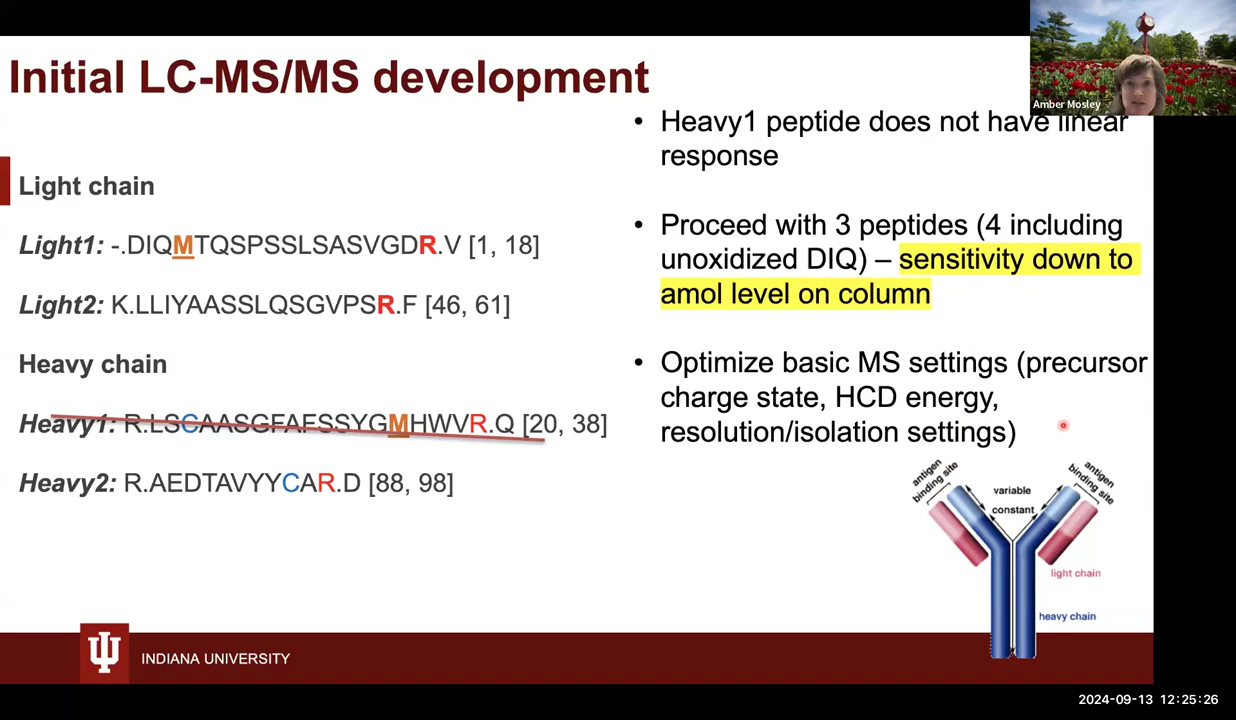 Initial LC-MS/MS development
Amber Mosley
Light chain
Light1: -.DIQMTQSPSSLSASVGDR.V [1, 18]
Light2: K.LLIYAASSLQSGVPSR.F [46, 61]
Heavy chain
Heavy1: R.LSCAASGFAFSSYGMHWVR.Q [20, 38]
Heavy2: R.AEDTAVYYCAR.D [88, 98]
• Heavy1 peptide does not have linear
response
• Proceed with 3 peptides (4 including
unoxidized DIQ) – sensitivity down to
amol level on column
• Optimize basic MS settings (precursor
charge state, HCD energy,
resolution/isolation settings)
antigen
binding site
antigen
binding site
variable
constant
light chain
heavy chain
INDIANA UNIVERSITY
2024-09-13 12:25:26